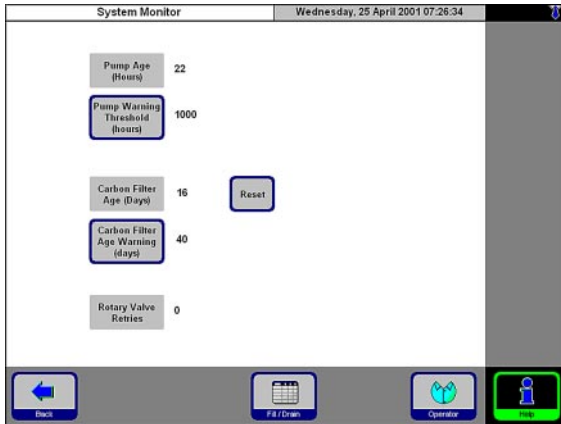 System Monitor
Wednesday, 25 April 2001 07:26:34
Pump Age
(Hours)
22
Pump Warning
Threshold
(hours)
1000
Carbon Filter
Age (Days)
16
Reset
Carbon Filter
Age Warning
(days)
40
Rotary Valve
Retries
0
Back
Fill / Drain
Operator
Help